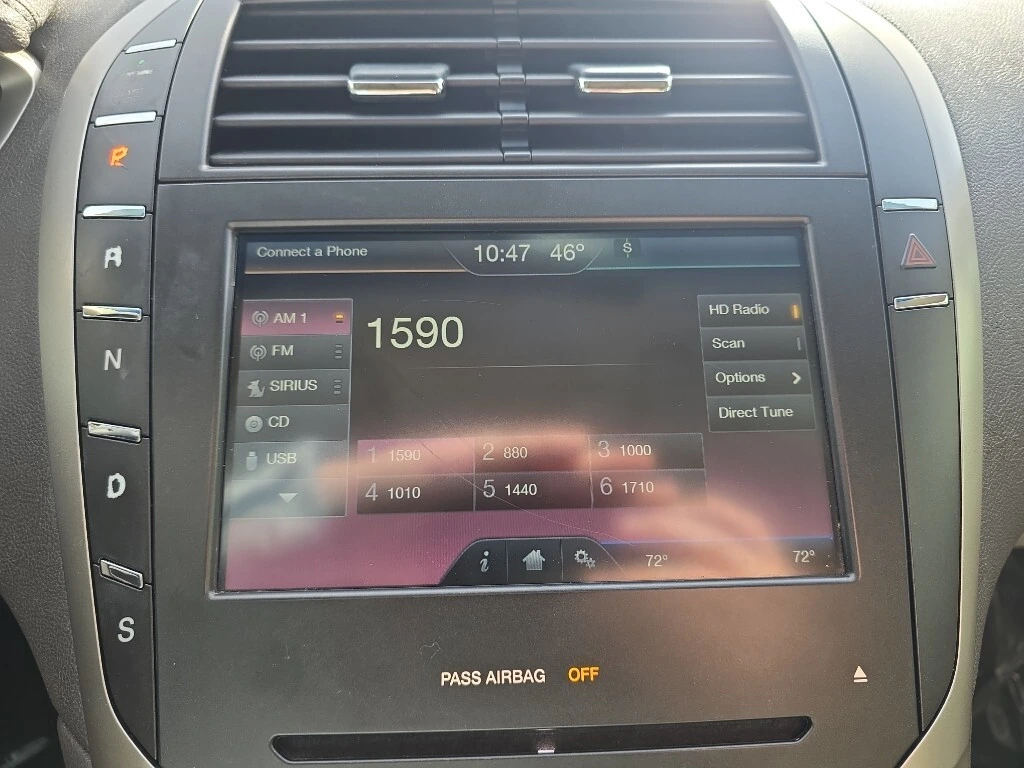 P
R
N
D
S
Connect a Phone
10:47 46°
S
AM 1
FM
SIRIUS
CD
USB
1590
HD Radio
Scan
Options
Direct Tune
1 1590
2 880
3 1000
4 1010
5 1440
6 1710
i
72°
72°
PASS AIRBAG OFF